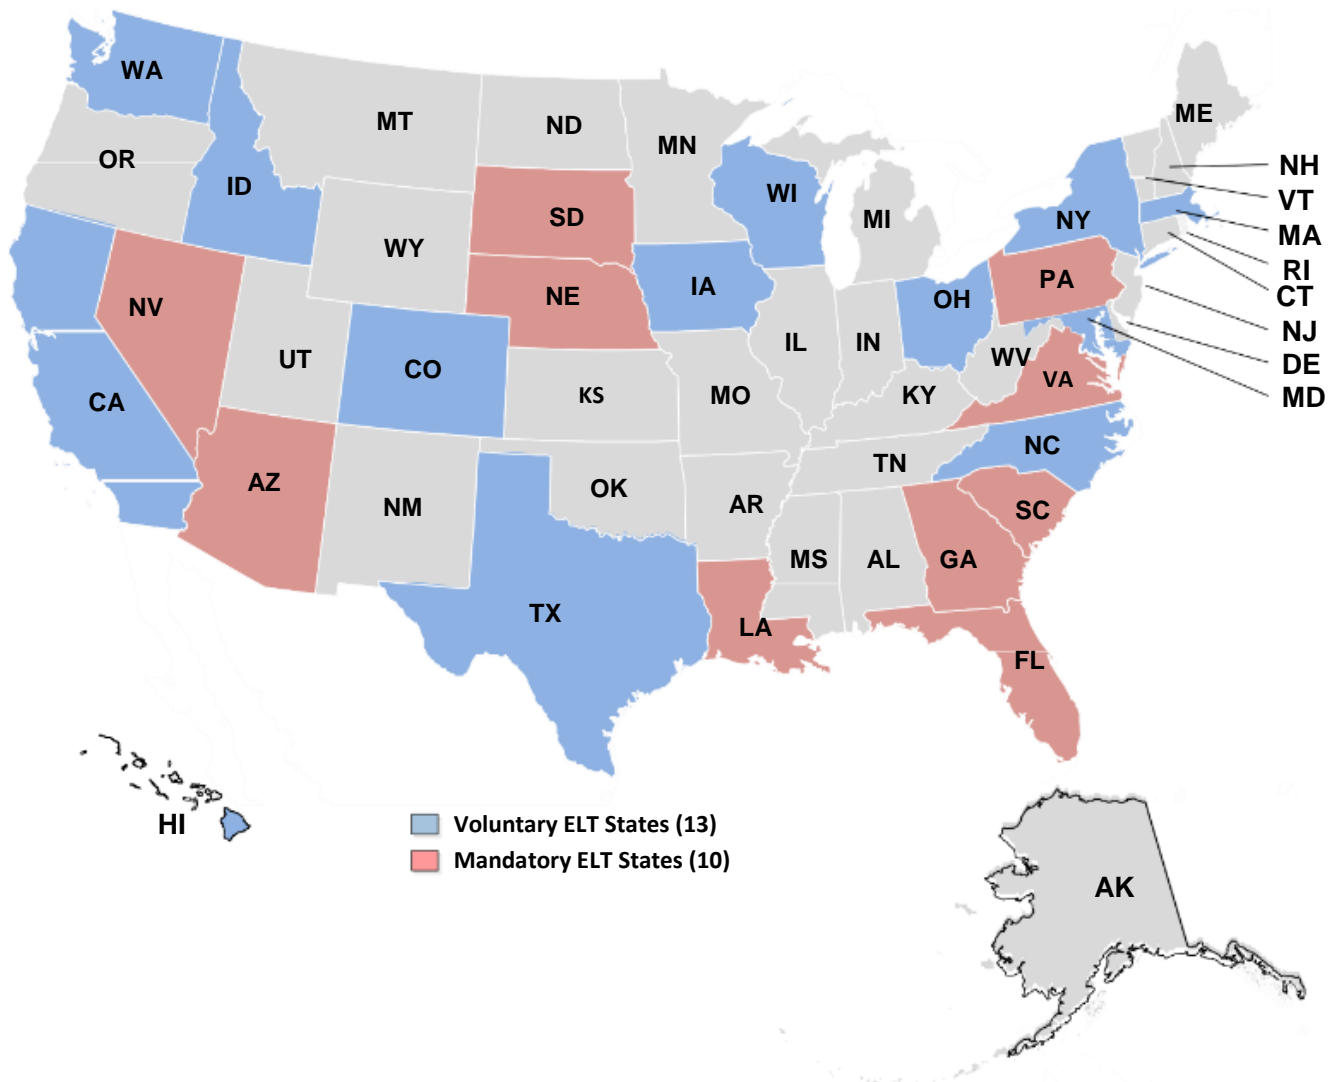 WA
MT
ND
MN
ME
OR
ID
SD
WI
MI
NY
NH
VT
MA
RI
CT
WY
NV
NE
IA
OH
PA
NJ
UT
CO
IL
IN
WV
VA
DE
MD
CA
KS
MO
KY
NC
TN
AZ
NM
OK
AR
SC
MS
AL
GA
TX
LA
FL
HI
Voluntary ELT States (13)
Mandatory ELT States (10)
AK